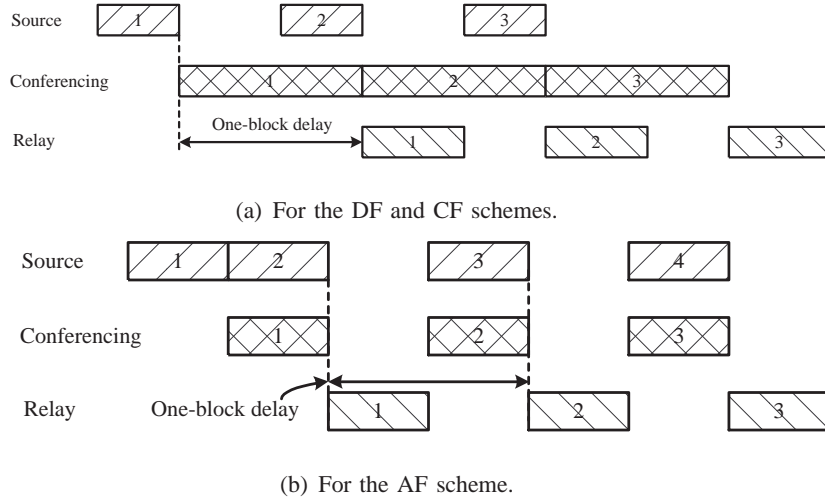 Source 1 2 3
Conferencing 1 2 3
One-block delay
Relay 1 2 3
(a) For the DF and CF schemes.
Source 1 2 3 4
Conferencing 1 2 3
One-block delay
Relay 1 2 3
(b) For the AF scheme.